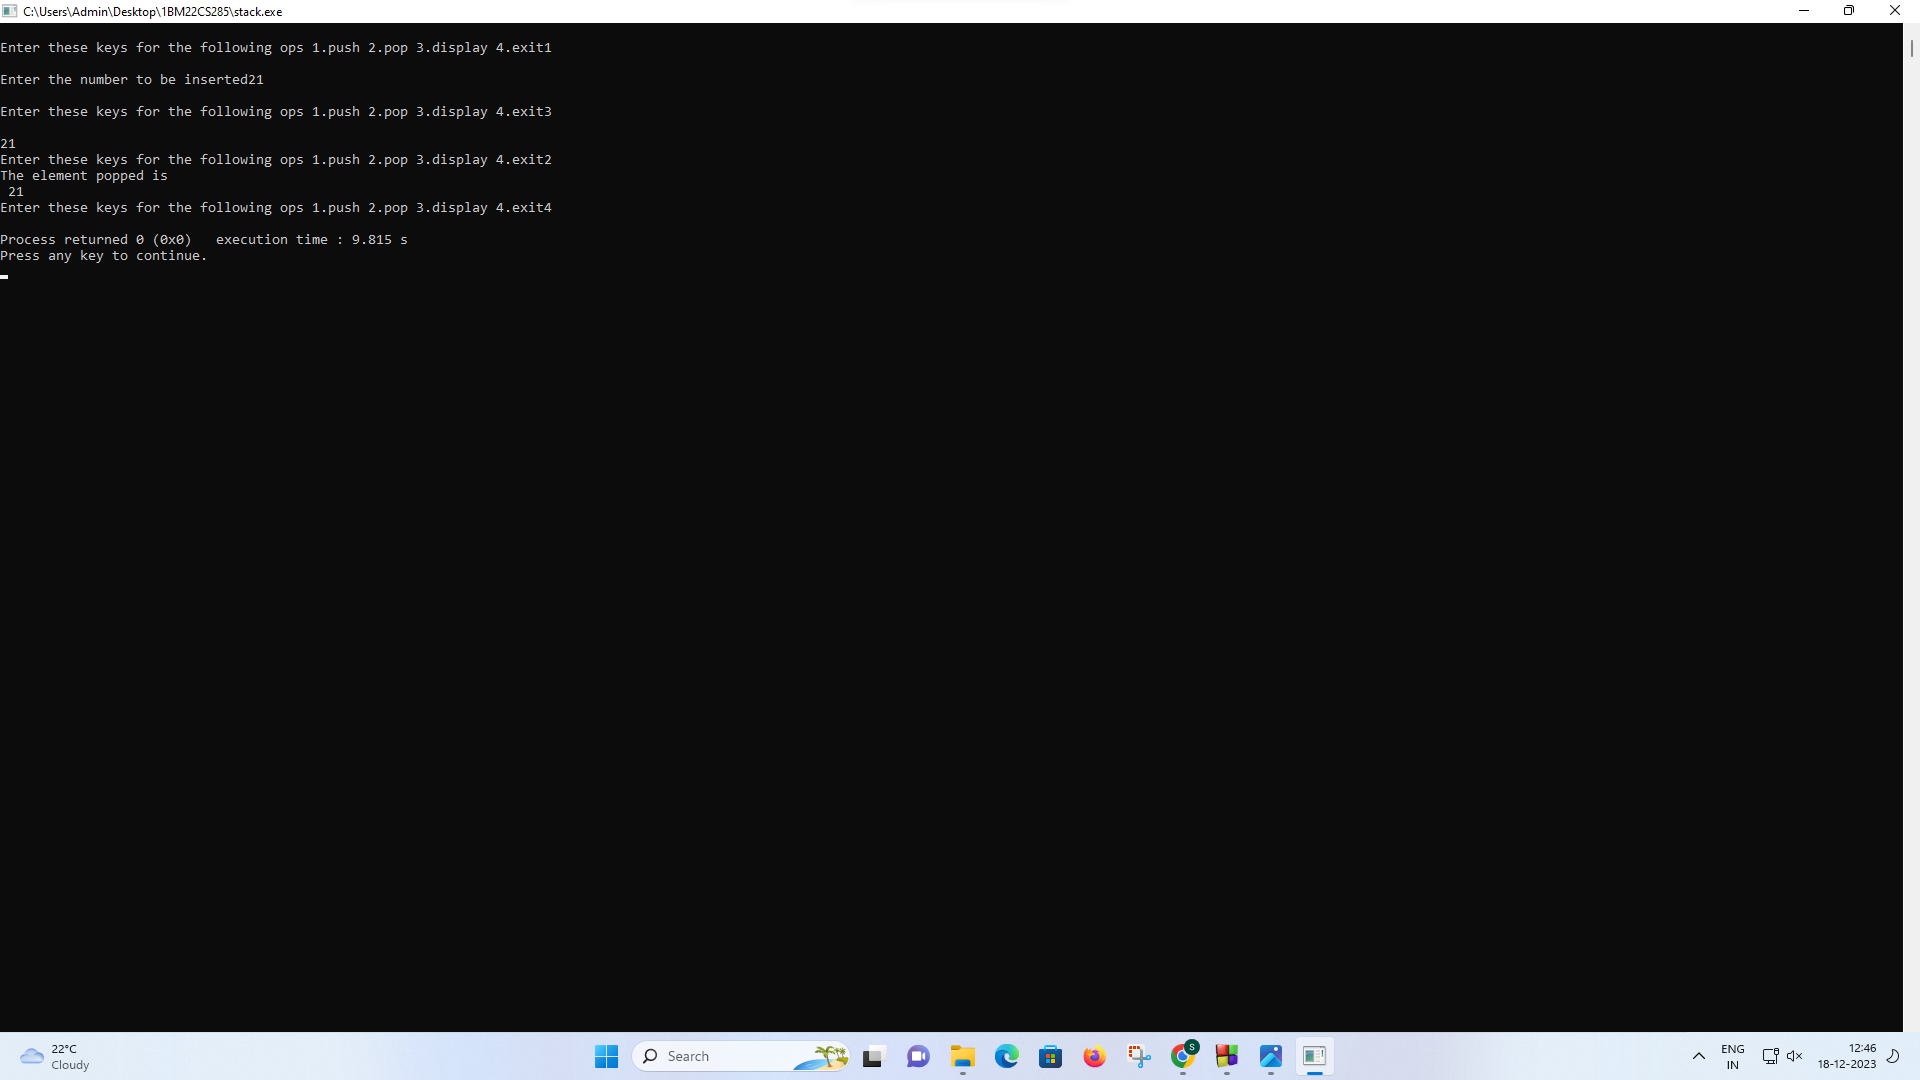 C:\Users\Admin\Desktop\1BM22CS285\stack.exe
Enter these keys for the following ops 1.push 2.pop 3.display 4.exit1
Enter the number to be inserted21
Enter these keys for the following ops 1.push 2.pop 3.display 4.exit3
21
Enter these keys for the following ops 1.push 2.pop 3.display 4.exit2
The element popped is
 21
Enter these keys for the following ops 1.push 2.pop 3.display 4.exit4
Process returned 0 (0x0)   execution time : 9.815 s
Press any key to continue.
22°C
Cloudy
Search
S
ENG
IN
12:46
18-12-2023